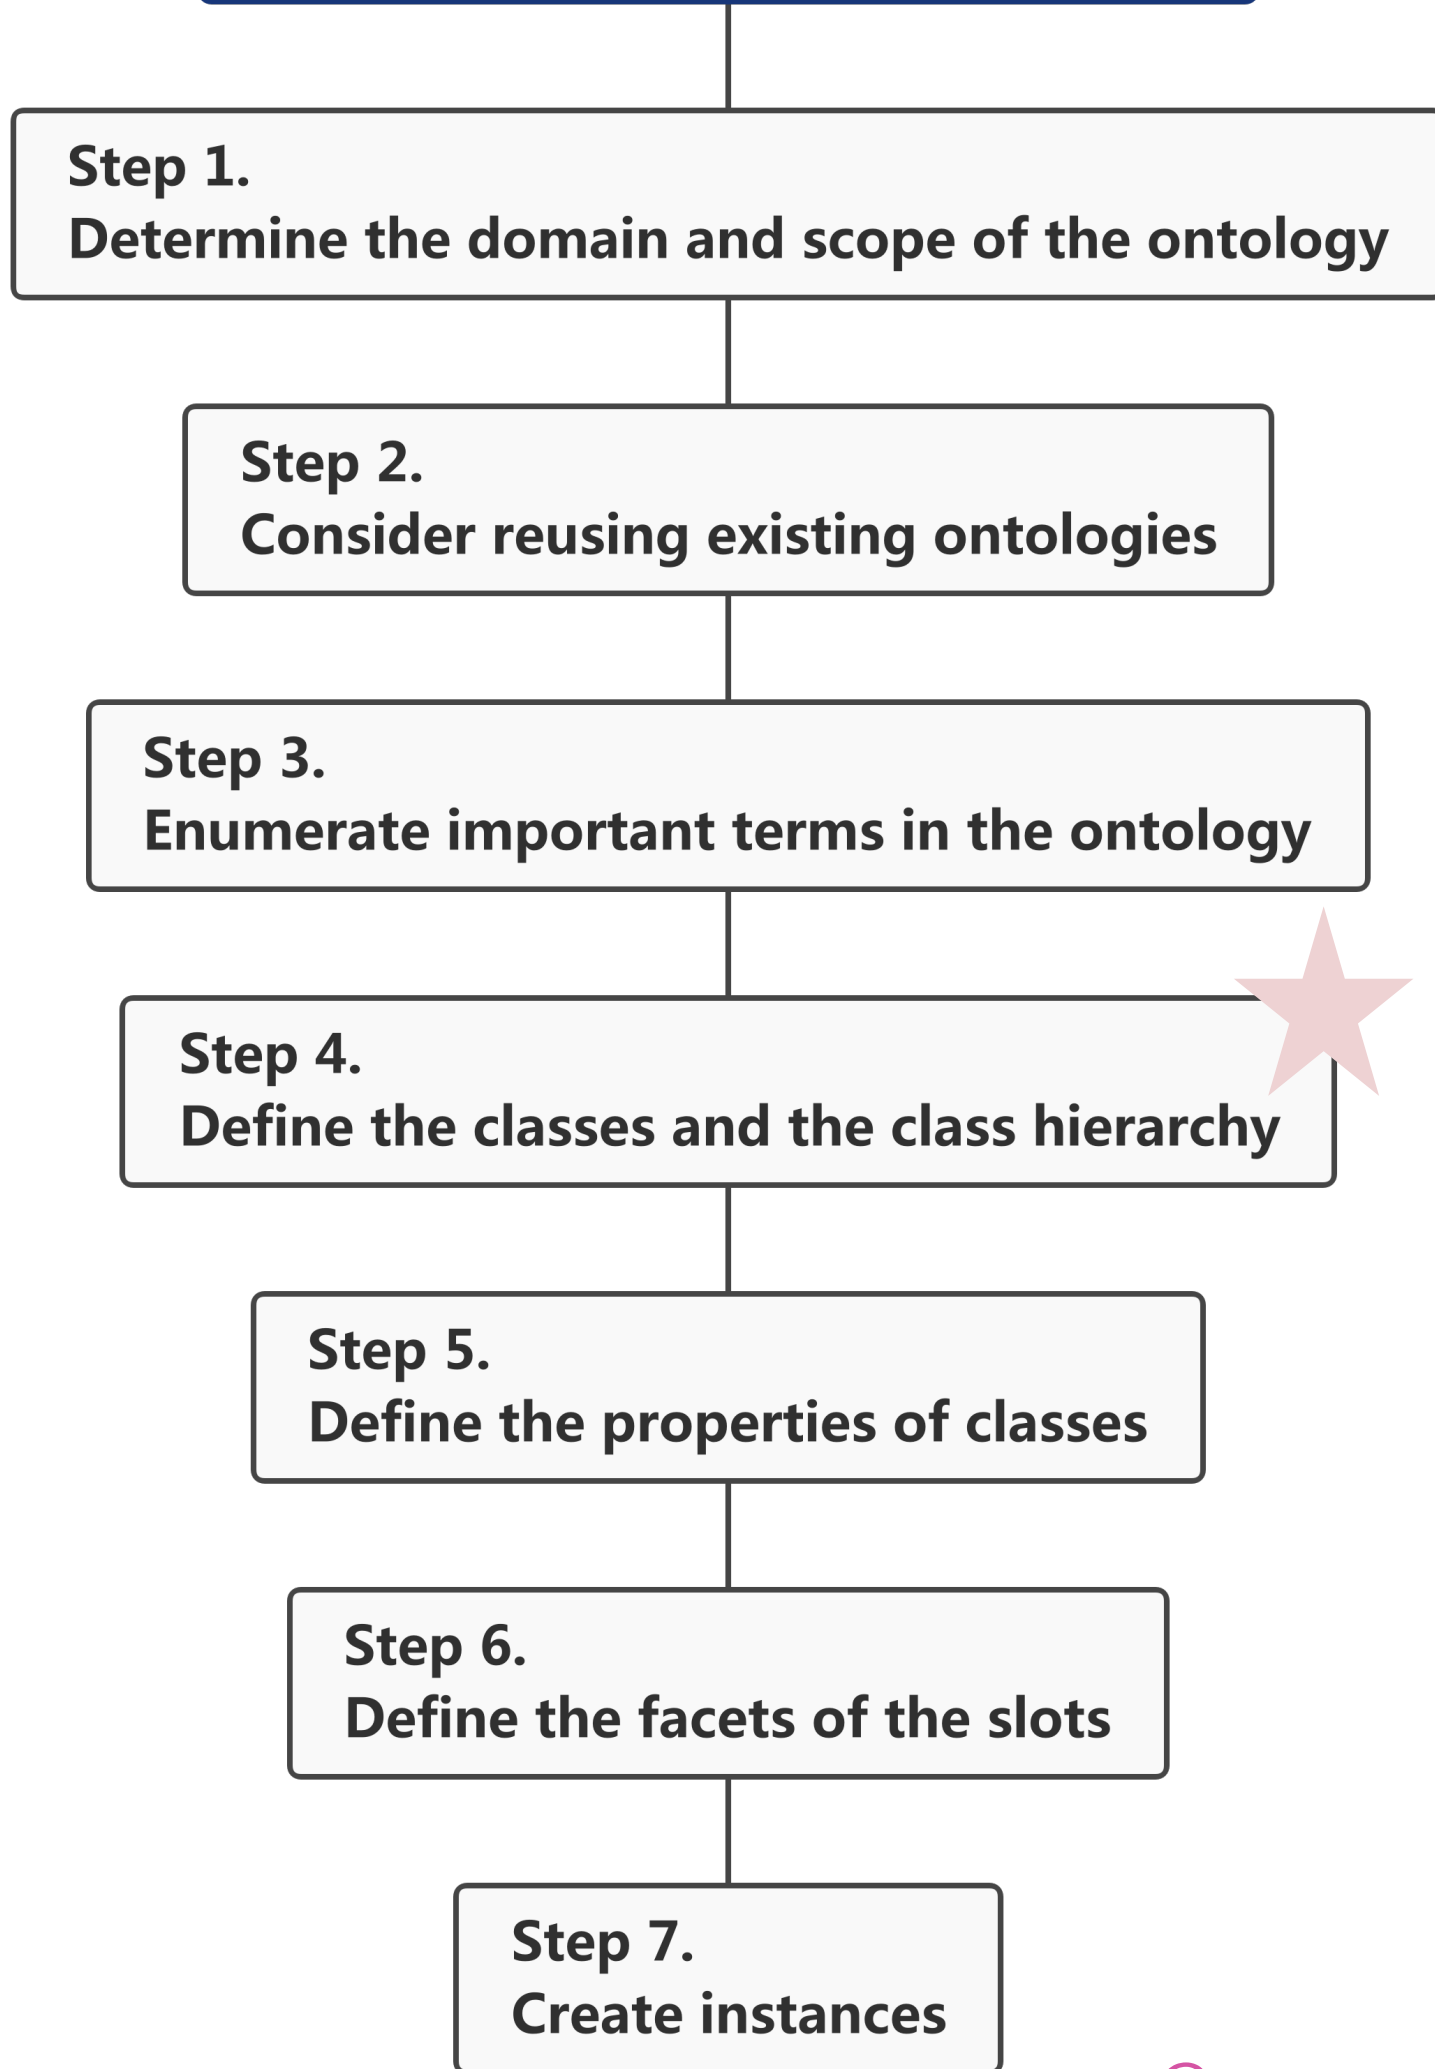 Step 1.
Determine the domain and scope of the ontology
Step 2.
Consider reusing existing ontologies
Step 3.
Enumerate important terms in the ontology
Step 4.
Define the classes and the class hierarchy
Step 5.
Define the properties of classes
Step 6.
Define the facets of the slots
Step 7.
Create instances